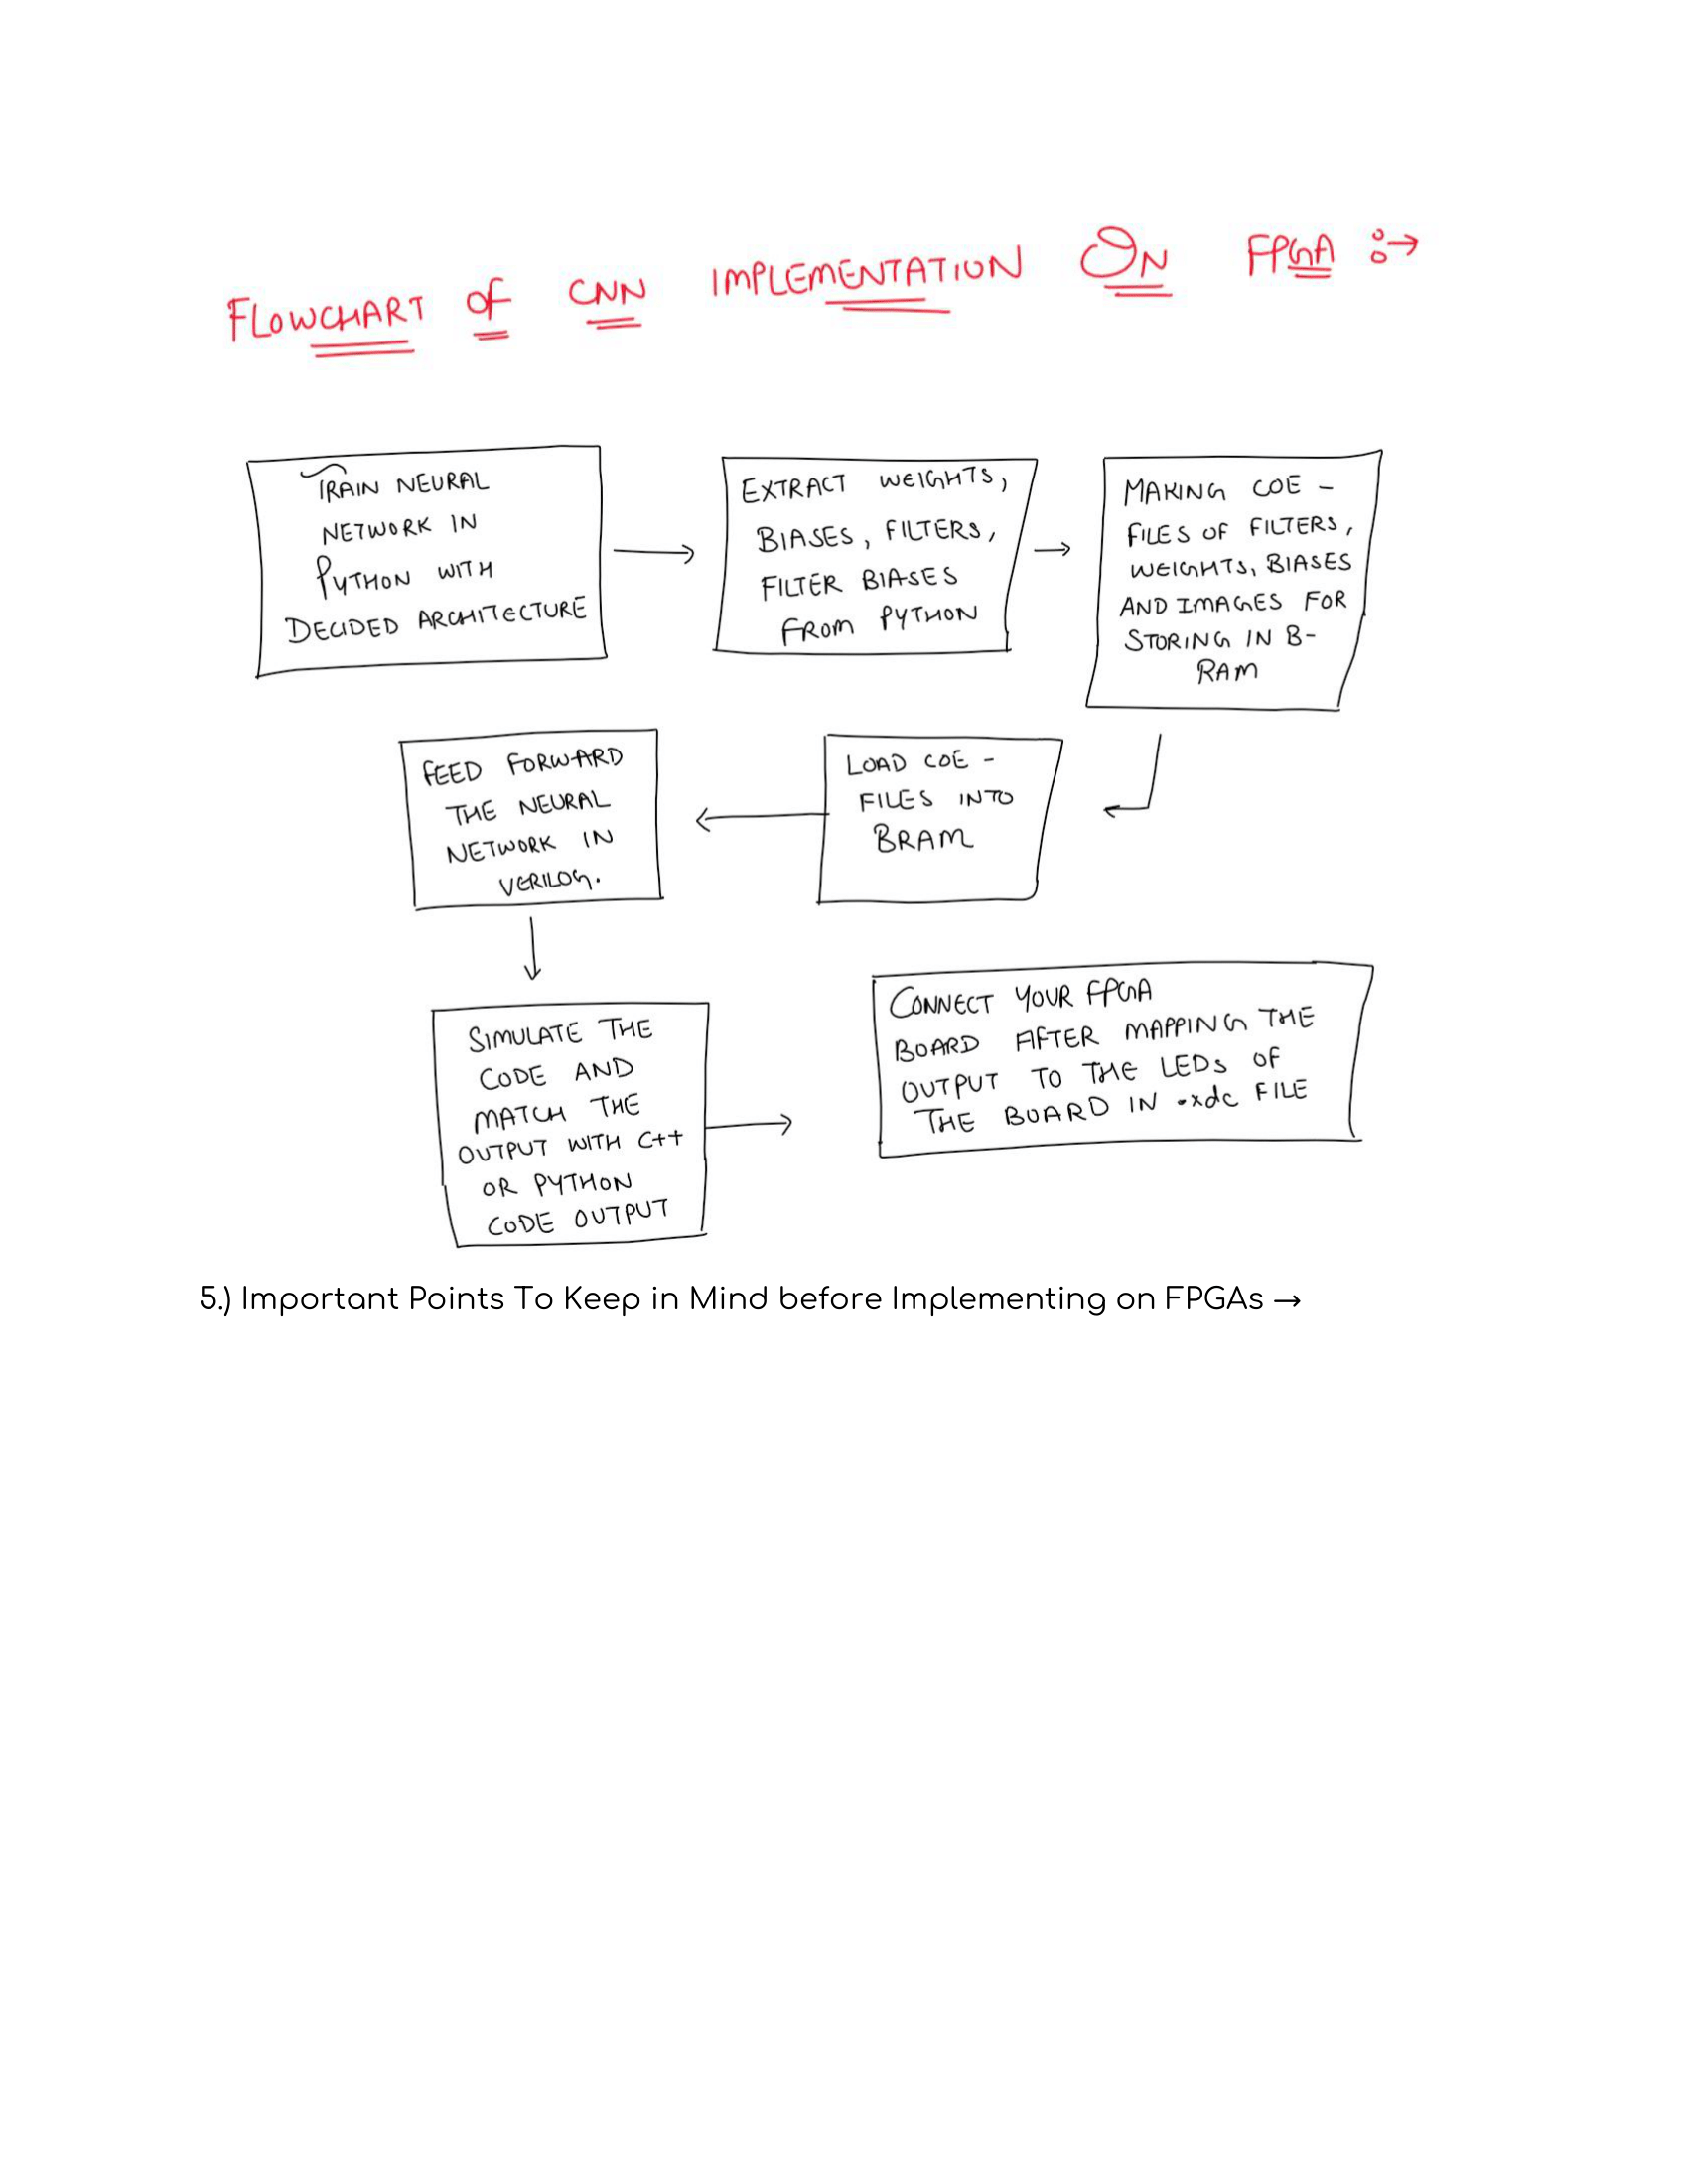 FLOWCHART OF CNN IMPLEMENTATION ON FPGA :→
TRAIN NEURAL
NETWORK IN
PYTHON WITH
DECIDED ARCHITECTURE
EXTRACT WEIGHTS,
BIASES, FILTERS,
FILTER BIASES
FROM PYTHON
MAKING COE -
FILES OF FILTERS,
WEIGHTS, BIASES
AND IMAGES FOR
STORING IN B-
RAM
LOAD COE -
FILES INTO
BRAM
FEED FORWARD
THE NEURAL
NETWORK IN
VERILOG.
SIMULATE THE
CODE AND
MATCH THE
OUTPUT WITH C++
OR PYTHON
CODE OUTPUT
CONNECT YOUR FPGA
BOARD AFTER MAPPING THE
OUTPUT TO THE LEDs OF
THE BOARD IN .xdc FILE
5.) Important Points To Keep in Mind before Implementing on FPGAs →